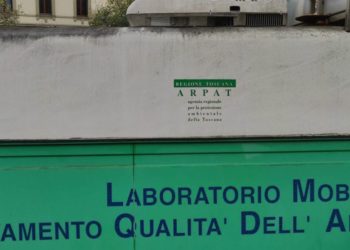 REGIONE TOSCANA
ARPAT
agenzia regionale
per la protezione
ambientale
della Toscana
LABORATORIO MOB
AMENTO QUALITA' DELL' A